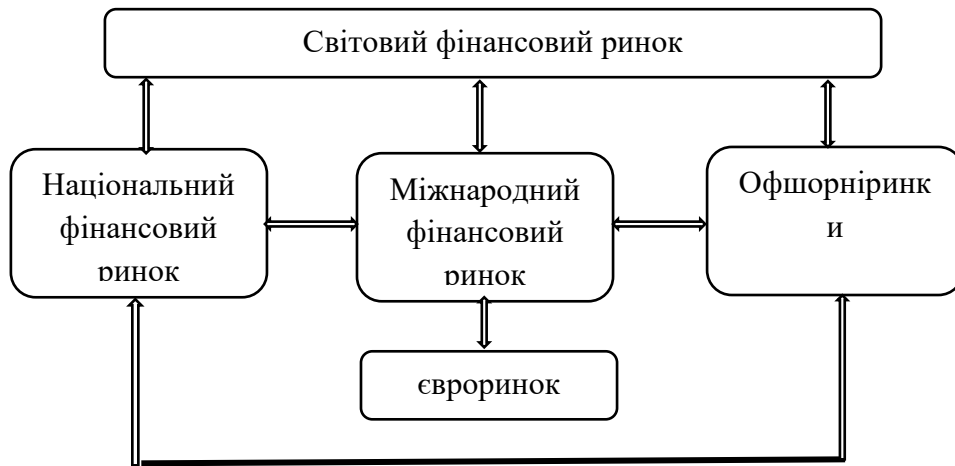 Світовий фінансовий ринок
Національний
фінансовий
ринок
Міжнародний
фінансовий
ринок
Офшорніринк
и
євроринок